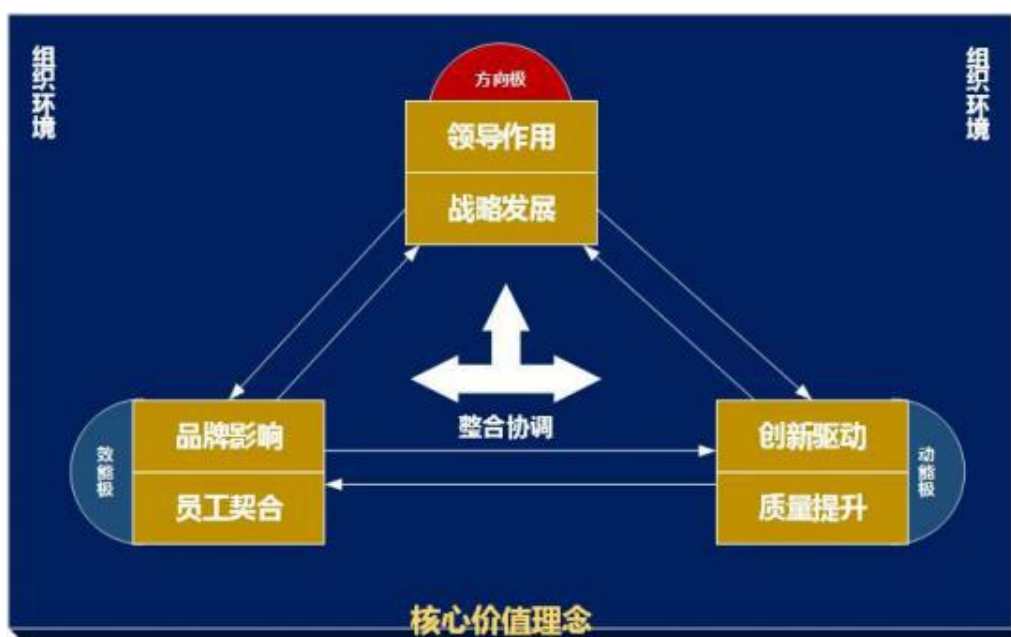 组织环境
组织环境
方向极
领导作用
战略发展
整合协调
效能极
品牌影响
员工契合
创新驱动
质量提升
动能极
核心价值理念